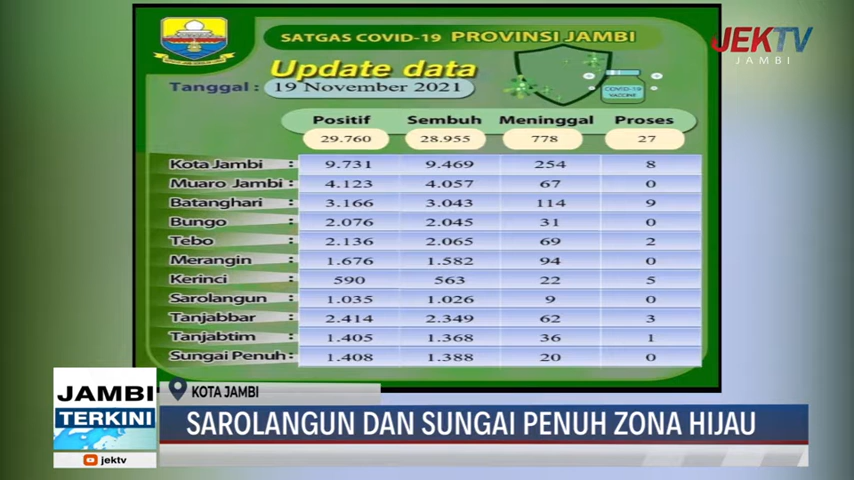 SATGAS COVID-19 PROVINSI JAMBI
JEKTV
JAMBI
Update data
Tanggal : 19 November 2021
COVID-19
VACCINE
Positif Sembuh Meninggal Proses
29.760 28.955 778 27
Kota Jambi : 9.731 9.469 254 8
Muaro Jambi : 4.123 4.057 67 0
Batanghari : 3.166 3.043 114 9
Bungo : 2.076 2.045 31 0
Tebo : 2.136 2.065 69 2
Merangin : 1.676 1.582 94 0
Kerinci : 590 563 22 5
Sarolangun : 1.035 1.026 9 0
Tanjabbar : 2.414 2.349 62 3
Tanjabtim : 1.405 1.368 36 1
Sungai Penuh : 1.408 1.388 20 0
JAMBI
TERKINI
jektv
KOTA JAMBI
SAROLANGUN DAN SUNGAI PENUH ZONA HIJAU